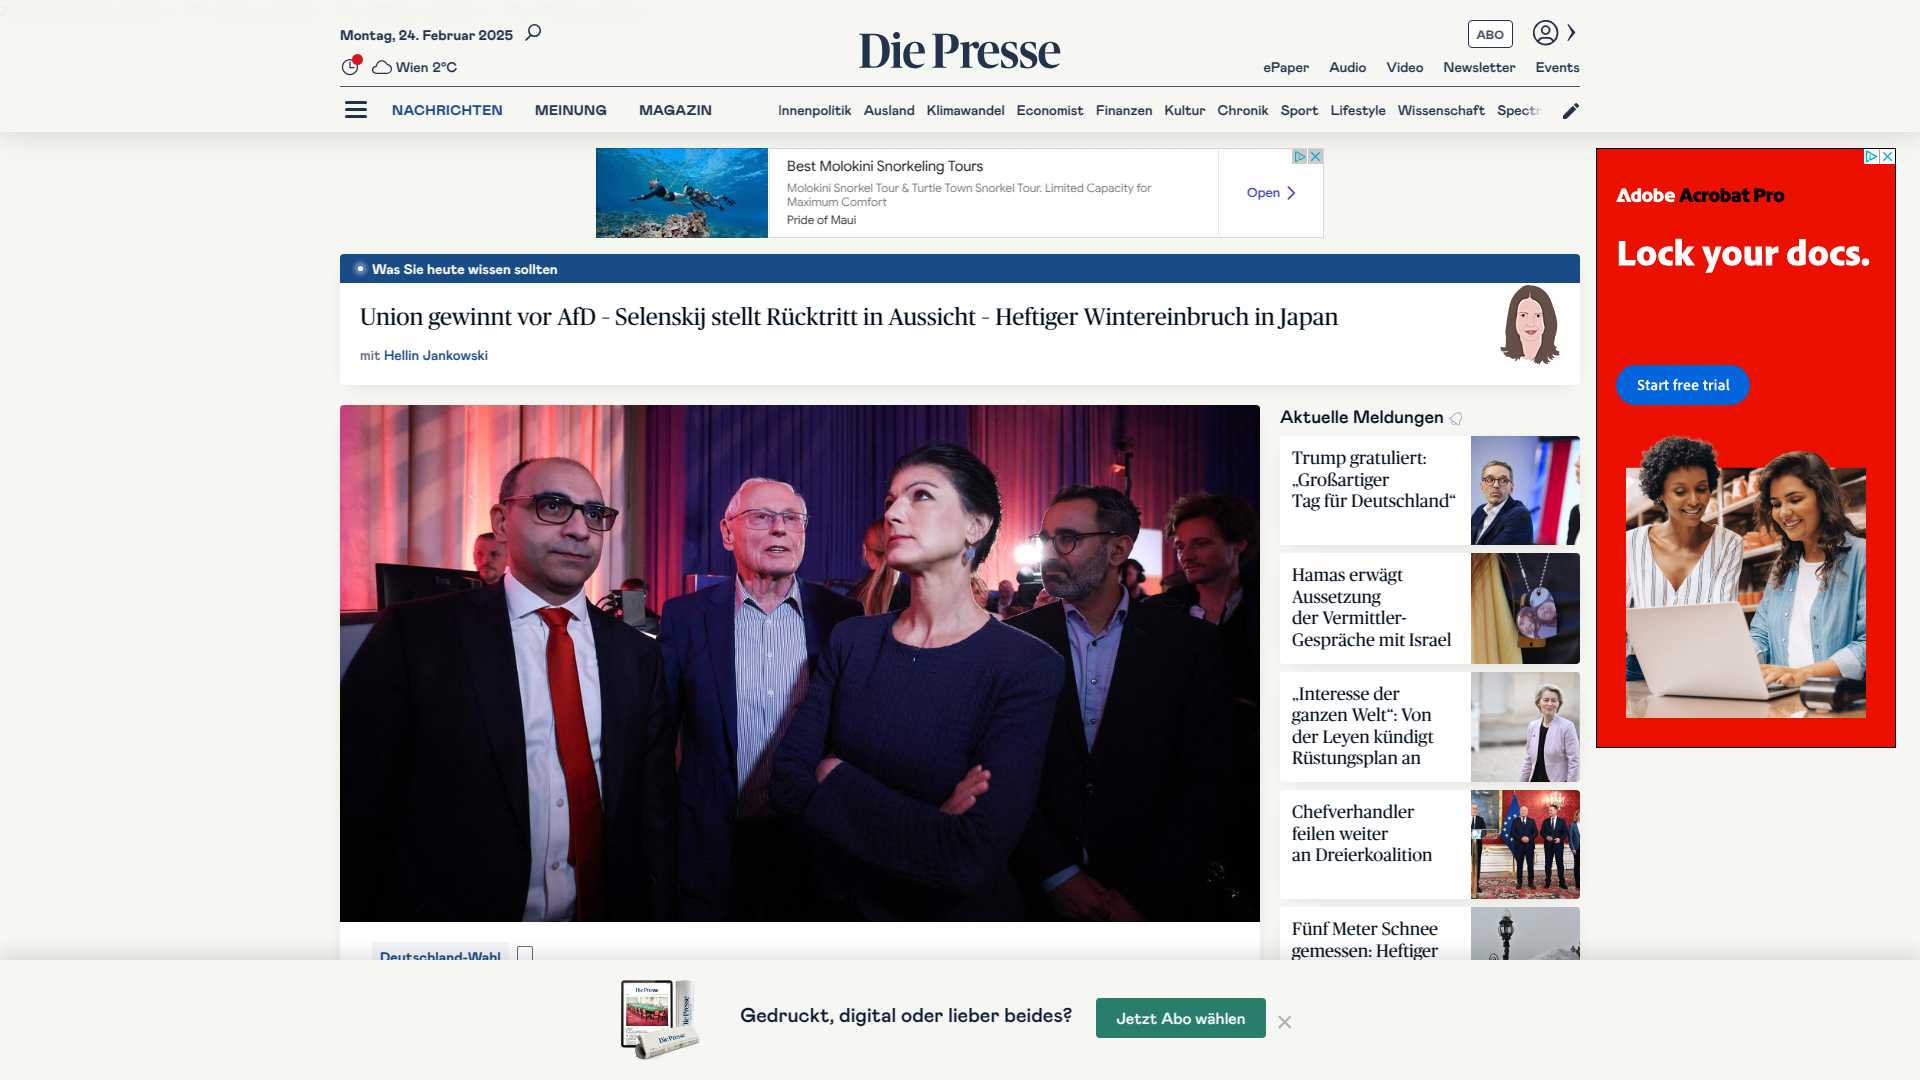 Montag, 24. Februar 2025
Wien 2°C
Die Presse
ABO
ePaper Audio Video Newsletter Events
NACHRICHTEN MEINUNG MAGAZIN
Innenpolitik Ausland Klimawandel Economist Finanzen Kultur Chronik Sport Lifestyle Wissenschaft Spectr
Best Molokini Snorkeling Tours
Molokini Snorkel Tour & Turtle Town Snorkel Tour. Limited Capacity for
Maximum Comfort
Pride of Maui
Open
Adobe Acrobat Pro
Lock your docs.
Start free trial
Was Sie heute wissen sollten
Union gewinnt vor AfD – Selenskij stellt Rücktritt in Aussicht – Heftiger Wintereinbruch in Japan
mit Hellin Jankowski
Aktuelle Meldungen
Trump gratuliert:
„Großartiger
Tag für Deutschland“
Hamas erwägt
Aussetzung
der Vermittler-
Gespräche mit Israel
„Interesse der
ganzen Welt“: Von
der Leyen kündigt
Rüstungsplan an
Chefverhandler
feilen weiter
an Dreierkoalition
Fünf Meter Schnee
gemessen: Heftiger
Deutschland-Wahl
Die Presse
Die Presse
Die Presse
Gedruckt, digital oder lieber beides?
Jetzt Abo wählen